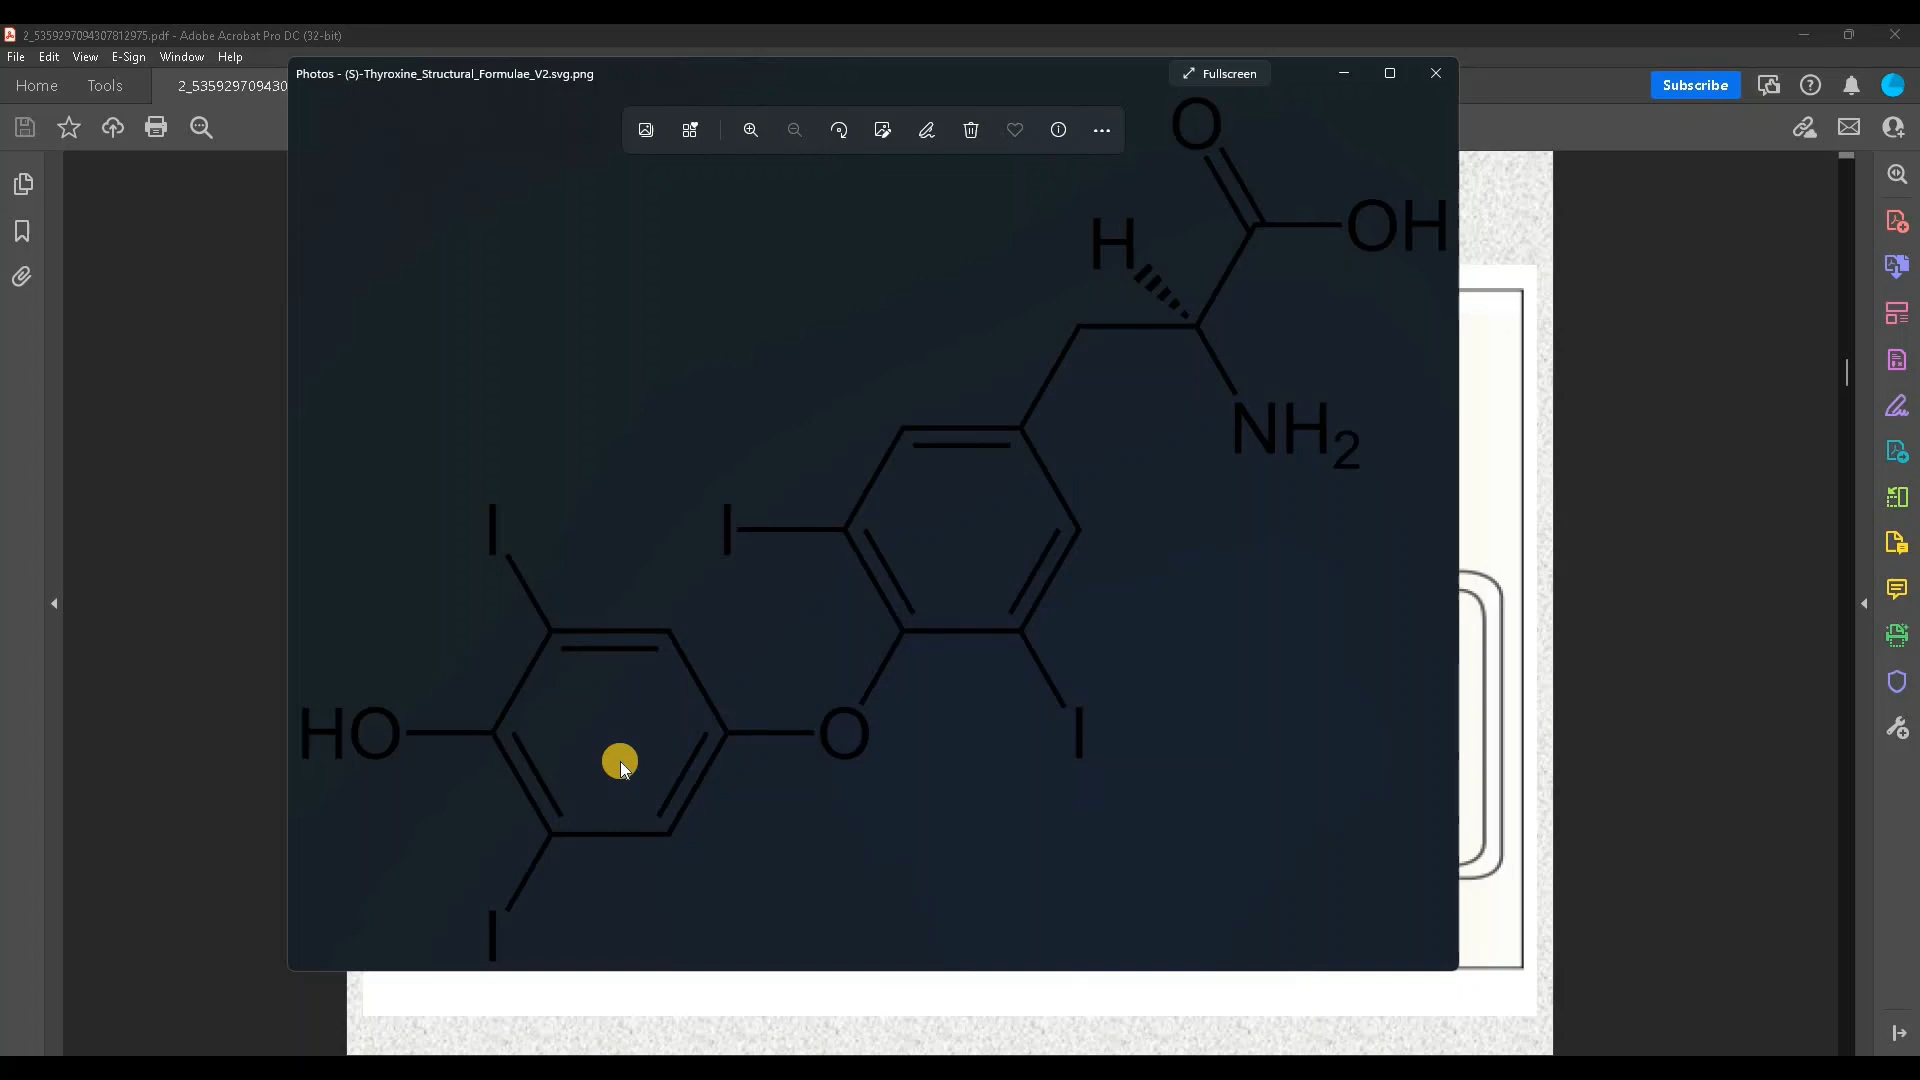 2_5359297094307812975.pdf - Adobe Acrobat Pro DC (32-bit)
File Edit View E-Sign Window Help
Home Tools 2_535929709430
Subscribe
Photos - (S)-Thyroxine_Structural_Formulae_V2.svg.png
Fullscreen
O
OH
H
NH2
I
I
HO
O
I
I